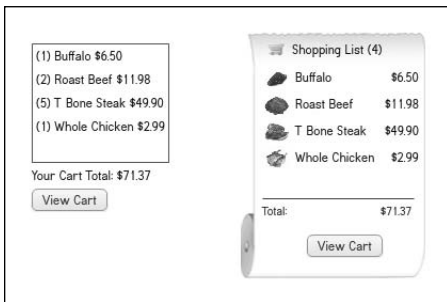 (1) Buffalo $6.50
(2) Roast Beef $11.98
(5) T Bone Steak $49.90
(1) Whole Chicken $2.99
Your Cart Total: $71.37
View Cart
Shopping List (4)
Buffalo $6.50
Roast Beef $11.98
T Bone Steak $49.90
Whole Chicken $2.99
Total: $71.37
View Cart